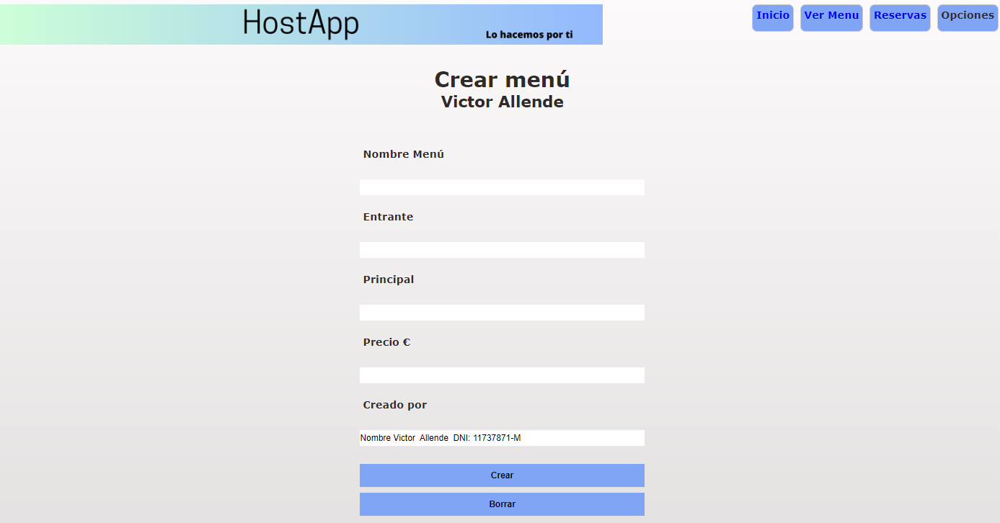 HostApp
Lo hacemos por ti
Inicio
Ver Menu
Reservas
Opciones
Crear menú
Victor Allende
Nombre Menú
Entrante
Principal
Precio €
Creado por
Nombre Victor  Allende  DNI: 11737871-M
Crear
Borrar